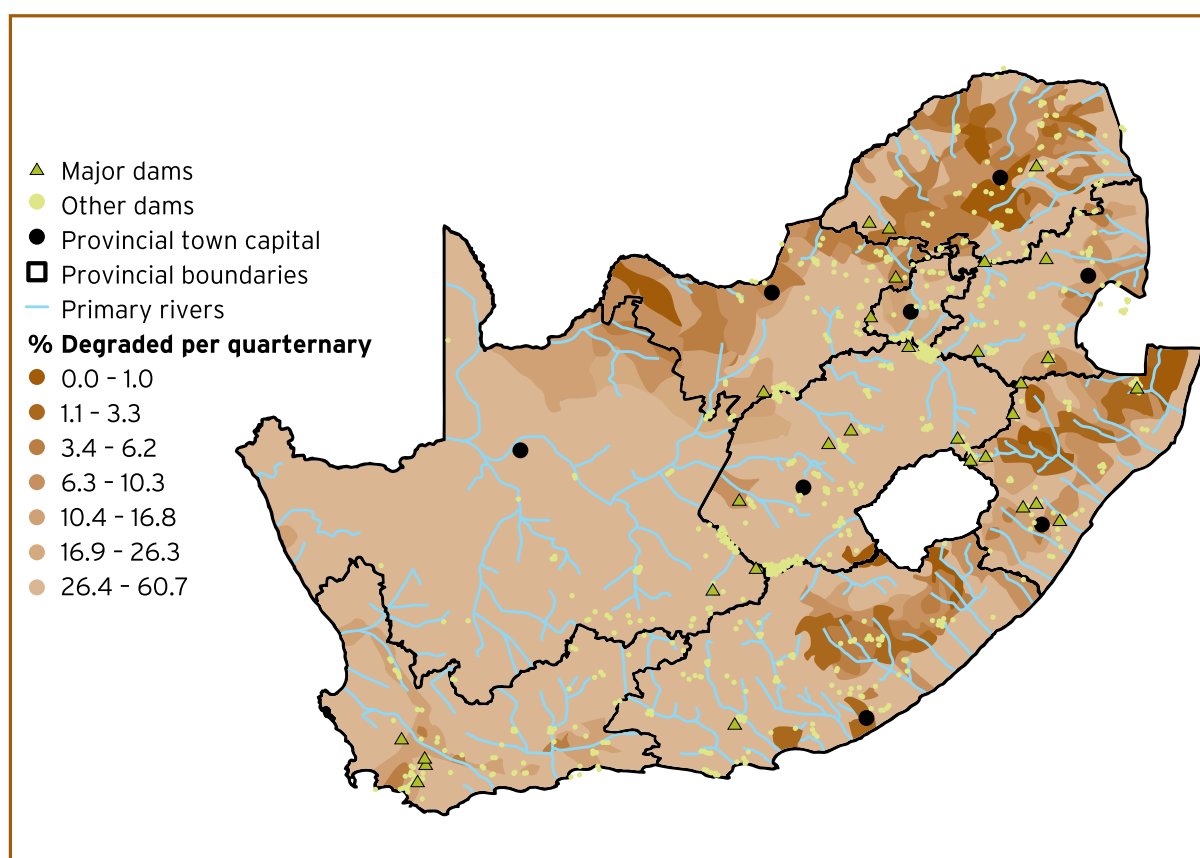 Major dams
Other dams
Provincial town capital
Provincial boundaries
Primary rivers
% Degraded per quarternary
0.0 - 1.0
1.1 - 3.3
3.4 - 6.2
6.3 - 10.3
10.4 - 16.8
16.9 - 26.3
26.4 - 60.7